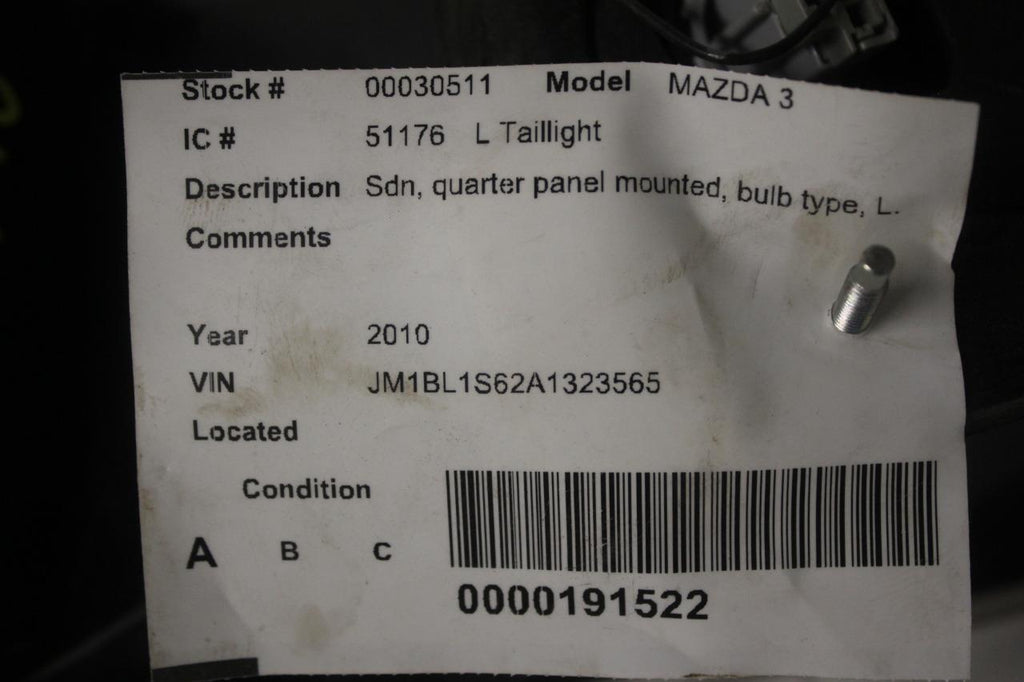 Stock # 00030511 Model MAZDA 3
IC # 51176 L Taillight
Description Sdn, quarter panel mounted, bulb type, L.
Comments
Year 2010
VIN JM1BL1S62A1323565
Located
Condition
A B C
0000191522